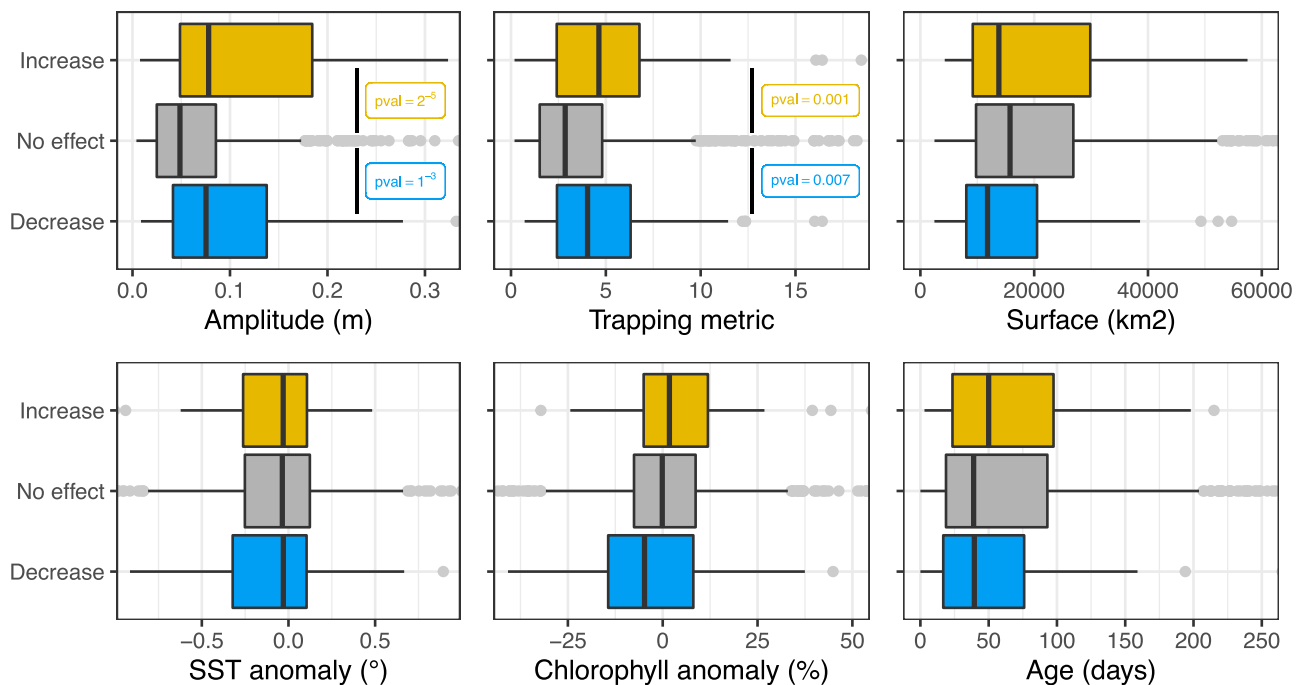 Increase
No effect
Decrease
pval = 2⁻⁵
pval = 1⁻³
0.0 0.1 0.2 0.3
Amplitude (m)
pval = 0.001
pval = 0.007
0 5 10 15
Trapping metric
0 20000 40000 60000
Surface (km2)
Increase
No effect
Decrease
−0.5 0.0 0.5
SST anomaly (°)
−25 0 25 50
Chlorophyll anomaly (%)
0 50 100 150 200 250
Age (days)